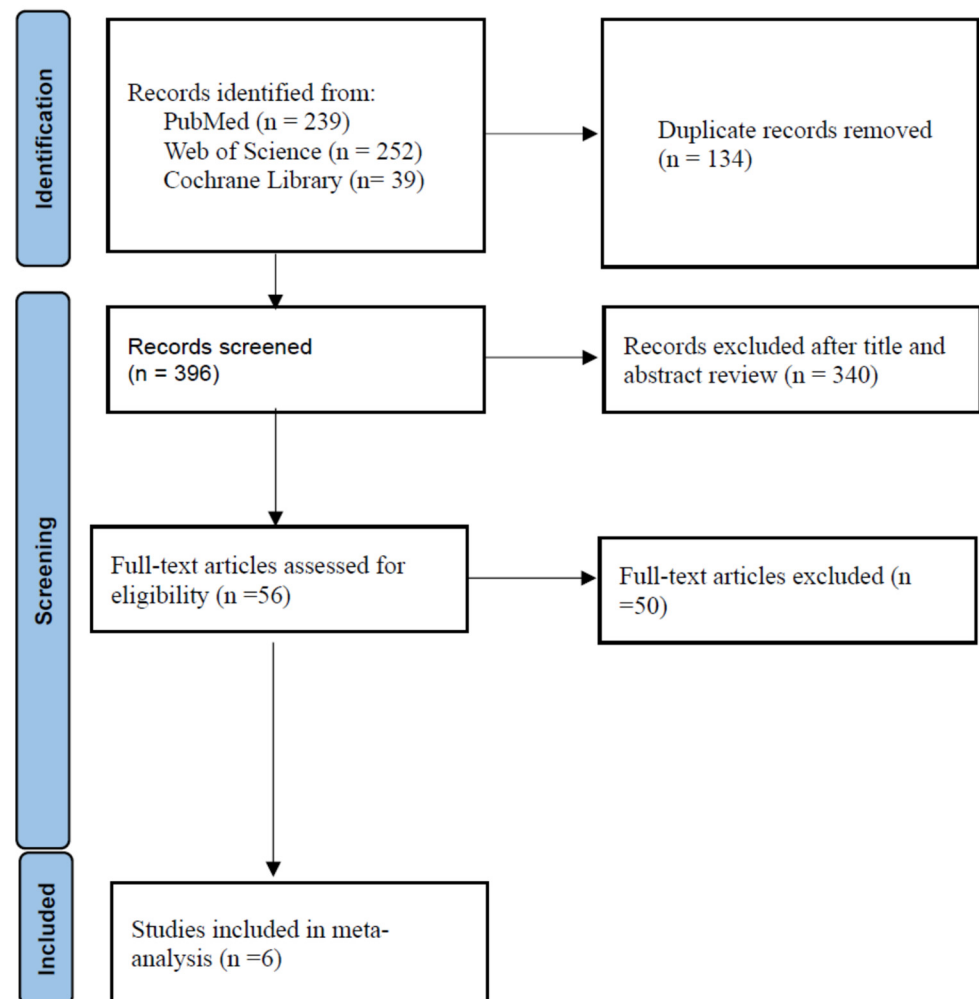 Identification
Records identified from:
PubMed (n = 239)
Web of Science (n = 252)
Cochrane Library (n= 39)
Duplicate records removed
(n = 134)
Screening
Records screened
(n = 396)
Records excluded after title and
abstract review (n = 340)
Full-text articles assessed for
eligibility (n =56)
Full-text articles excluded (n
=50)
Included
Studies included in meta-
analysis (n =6)